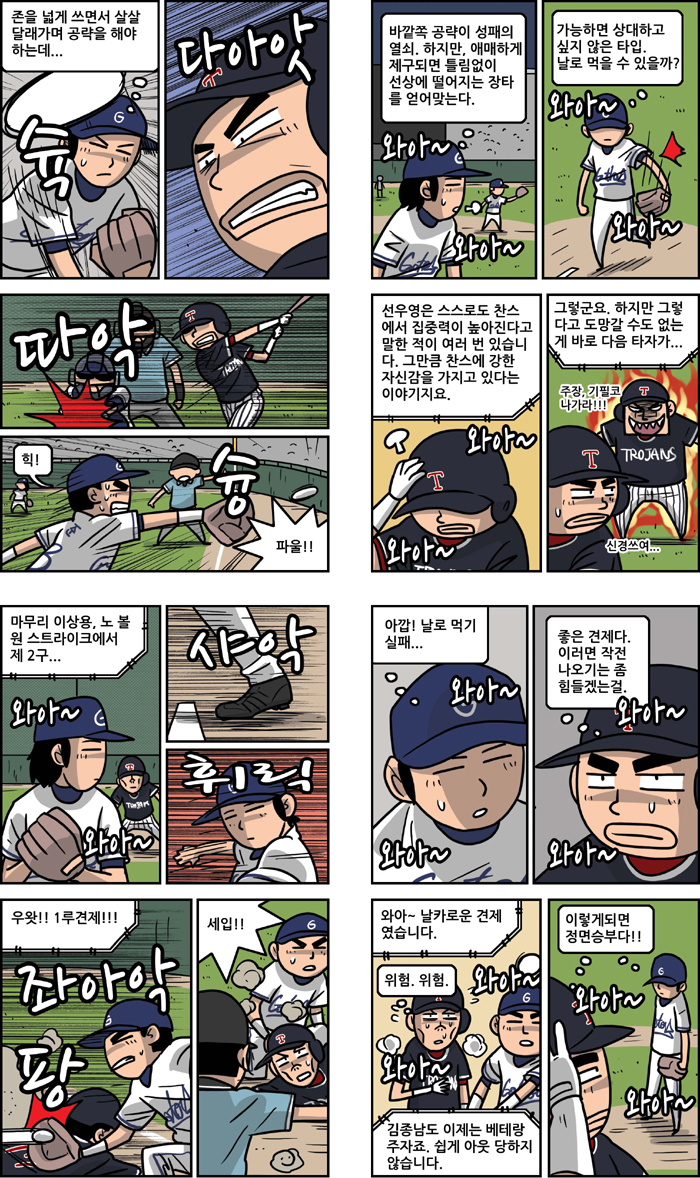 존을 넓게 쓰면서 살살
달래가며 공략을 해야
하는데...
G
슉
다아앗
T
따악
T
TROJANS
힉!
G
슝
파울!!
바깥쪽 공략이 성패의
열쇠. 하지만, 애매하게
제구되면 틀림없이
선상에 떨어지는 장타
를 얻어맞는다.
와아~
와아~
가능하면 상대하고
싶지 않은 타입.
날로 먹을 수 있을까?
와아~
와아~
선우영은 스스로도 찬스
에서 집중력이 높아진다고
말한 적이 여러 번 있습니
다. 그만큼 찬스에 강한
자신감을 가지고 있다는
이야기지요.
와아~
T
와아~
그렇군요. 하지만 그렇
다고 도망갈 수도 없는
게 바로 다음 타자가...
주장, 기필코
나가라!!!
T
TROJANS
T
신경쓰여...
마무리 이상용, 노 볼
원 스트라이크에서
제 2구...
와아~
G
T
TROJANS
와아~
샤악
휘릭
G
우왓!! 1루견제!!!
좌아악
G
팡
세입!!
G
T
아깝! 날로 먹기
실패...
와아~
G
와아~
좋은 견제다.
이러면 작전
나오기는 좀
힘들겠는걸.
와아~
T
와아~
와아~ 날카로운 견제
였습니다.
위험. 위험.
와아~
T
G
와아~
김종남도 이제는 베테랑
주자죠. 쉽게 아웃 당하지
않습니다.
이렇게되면
정면승부다!!
G
와아~
T
와아~